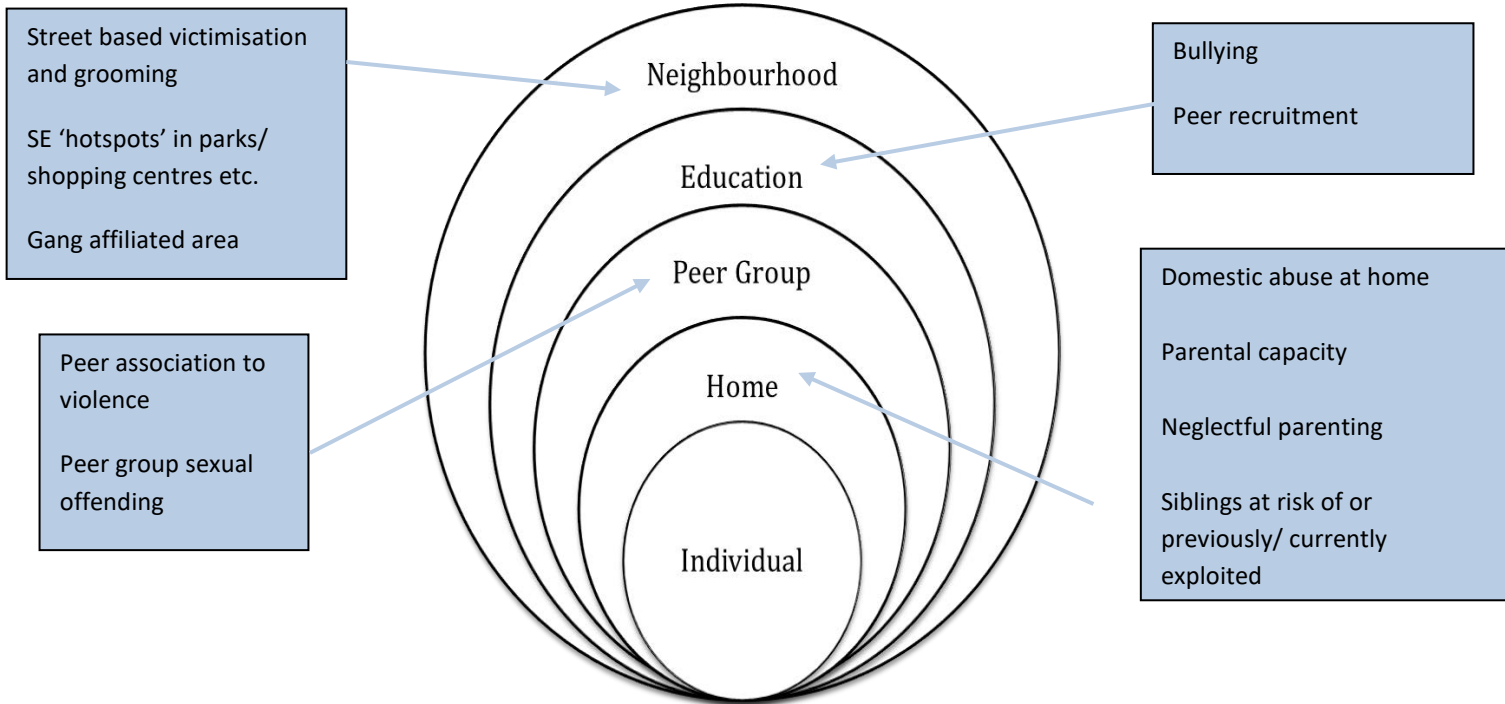 Street based victimisation
and grooming
SE ‘hotspots’ in parks/
shopping centres etc.
Gang affiliated area
Peer association to
violence
Peer group sexual
offending
Neighbourhood
Education
Peer Group
Home
Individual
Bullying
Peer recruitment
Domestic abuse at home
Parental capacity
Neglectful parenting
Siblings at risk of or
previously/ currently
exploited